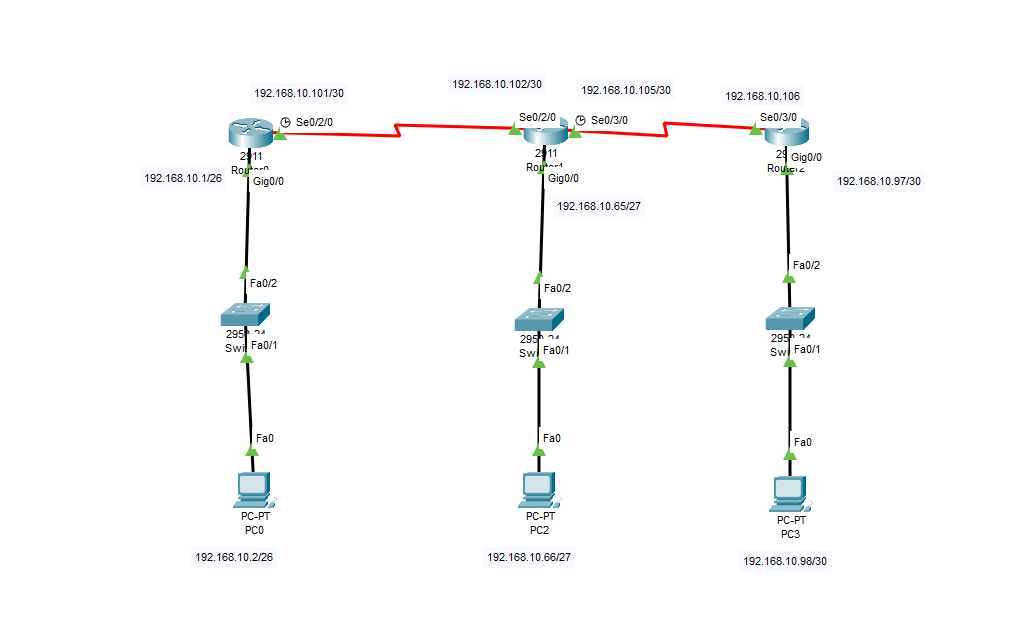 192.168.10.101/30
192.168.10.102/30
192.168.10.105/30
192.168.10.106
Se0/2/0
Se0/2/0
Se0/3/0
Se0/3/0
2911
2911
Gig0/0
Router1
Router2
192.168.10.1/26
Gig0/0
Gig0/0
192.168.10.97/30
192.168.10.65/27
Fa0/2
Fa0/2
Fa0/2
Fa0/1
Fa0/1
Fa0/1
Fa0
Fa0
Fa0
PC-PT
PC0
PC-PT
PC2
PC-PT
PC3
192.168.10.2/26
192.168.10.66/27
192.168.10.98/30